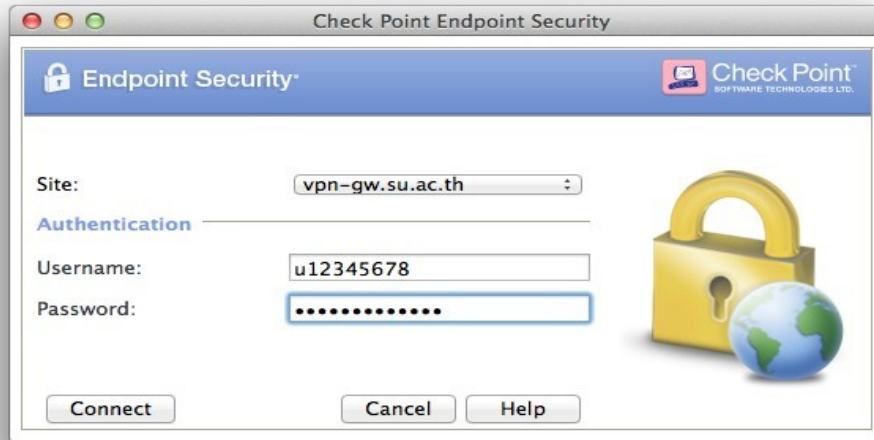 Check Point Endpoint Security
Endpoint Security
Check Point™
SOFTWARE TECHNOLOGIES LTD.
Site:
vpn-gw.su.ac.th
Authentication
Username:
u12345678
Password:
•••••••••••••
Connect
Cancel
Help